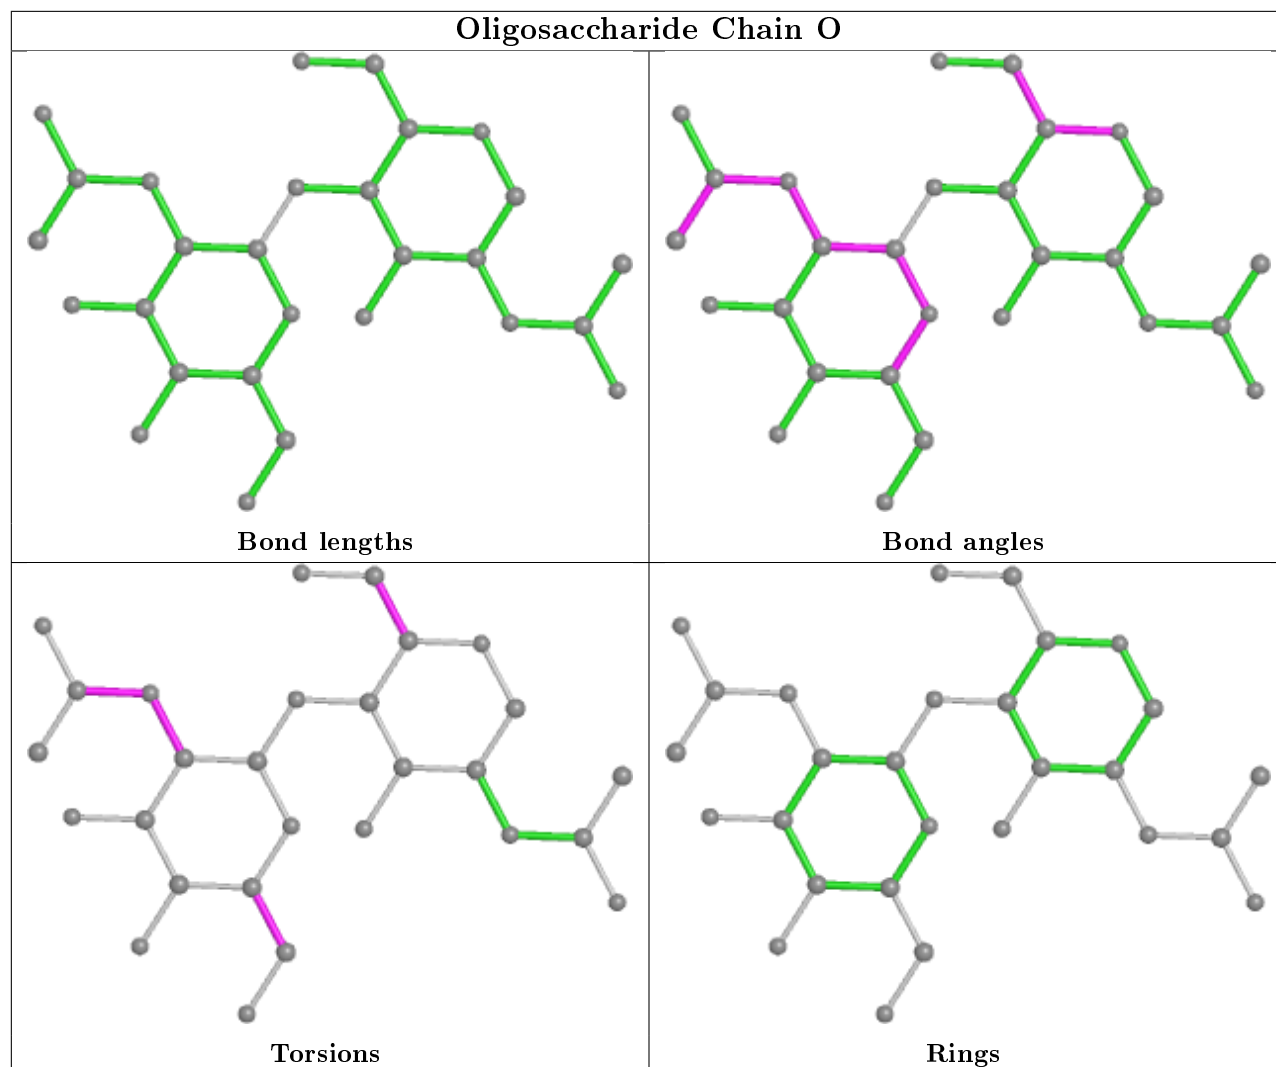 Oligosaccharide Chain O
Bond lengths
Bond angles
Torsions
Rings